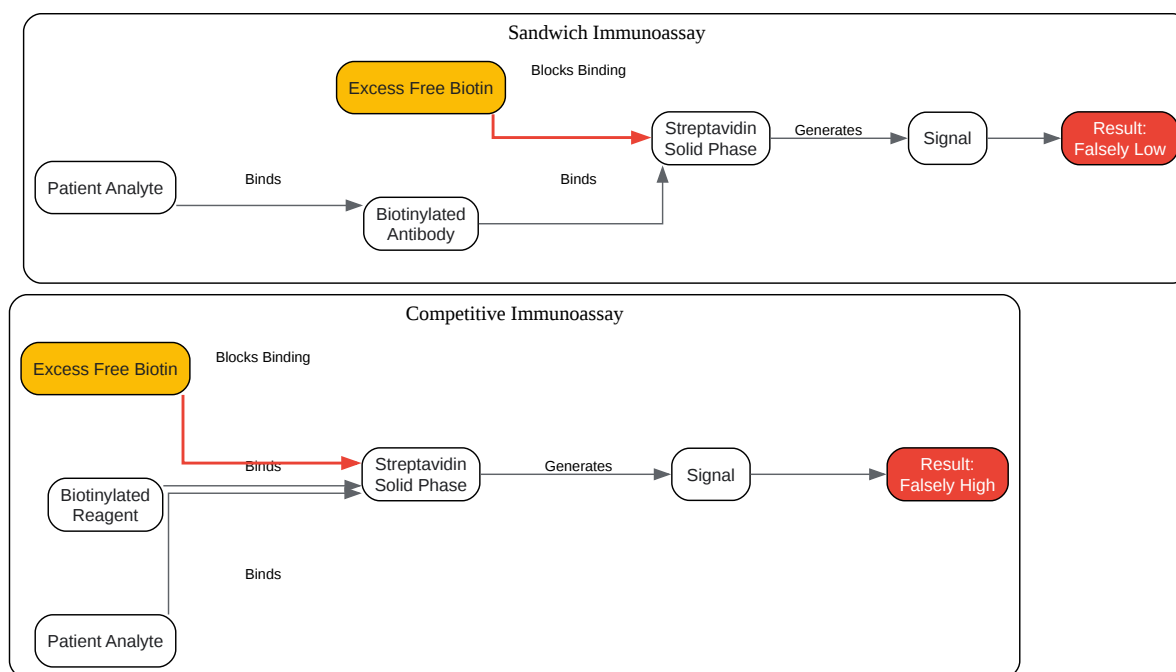 Sandwich Immunoassay
Excess Free Biotin
Blocks Binding
Streptavidin
Solid Phase
Generates
Signal
Result:
Falsely Low
Patient Analyte
Binds
Biotinylated
Antibody
Binds
Competitive Immunoassay
Excess Free Biotin
Blocks Binding
Binds
Streptavidin
Solid Phase
Generates
Signal
Result:
Falsely High
Biotinylated
Reagent
Binds
Patient Analyte